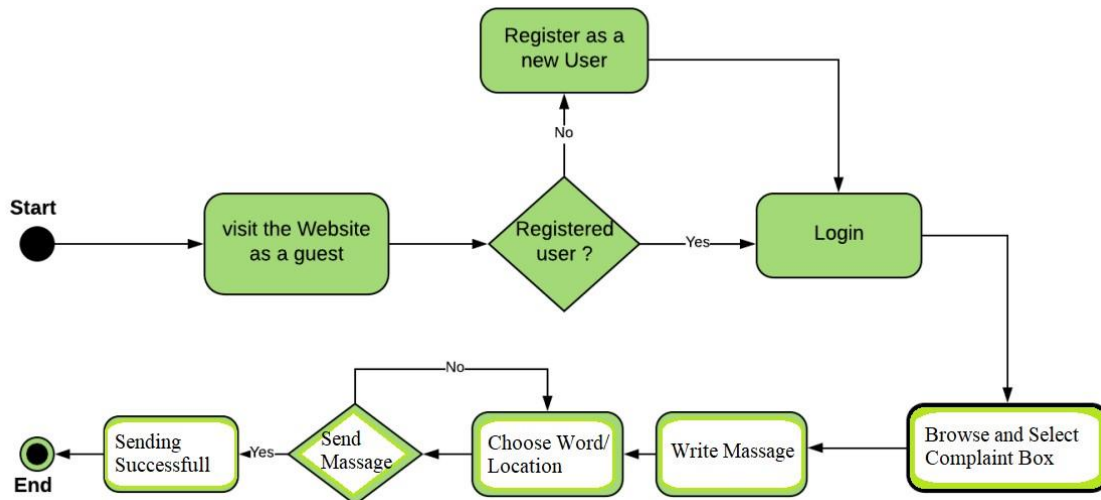 Register as a
new User
No
Start
visit the Website
as a guest
Registered
user ?
Yes
Login
No
Browse and Select
Complaint Box
Write Massage
Choose Word/
Location
Send
Massage
Yes
Sending
Successfull
End